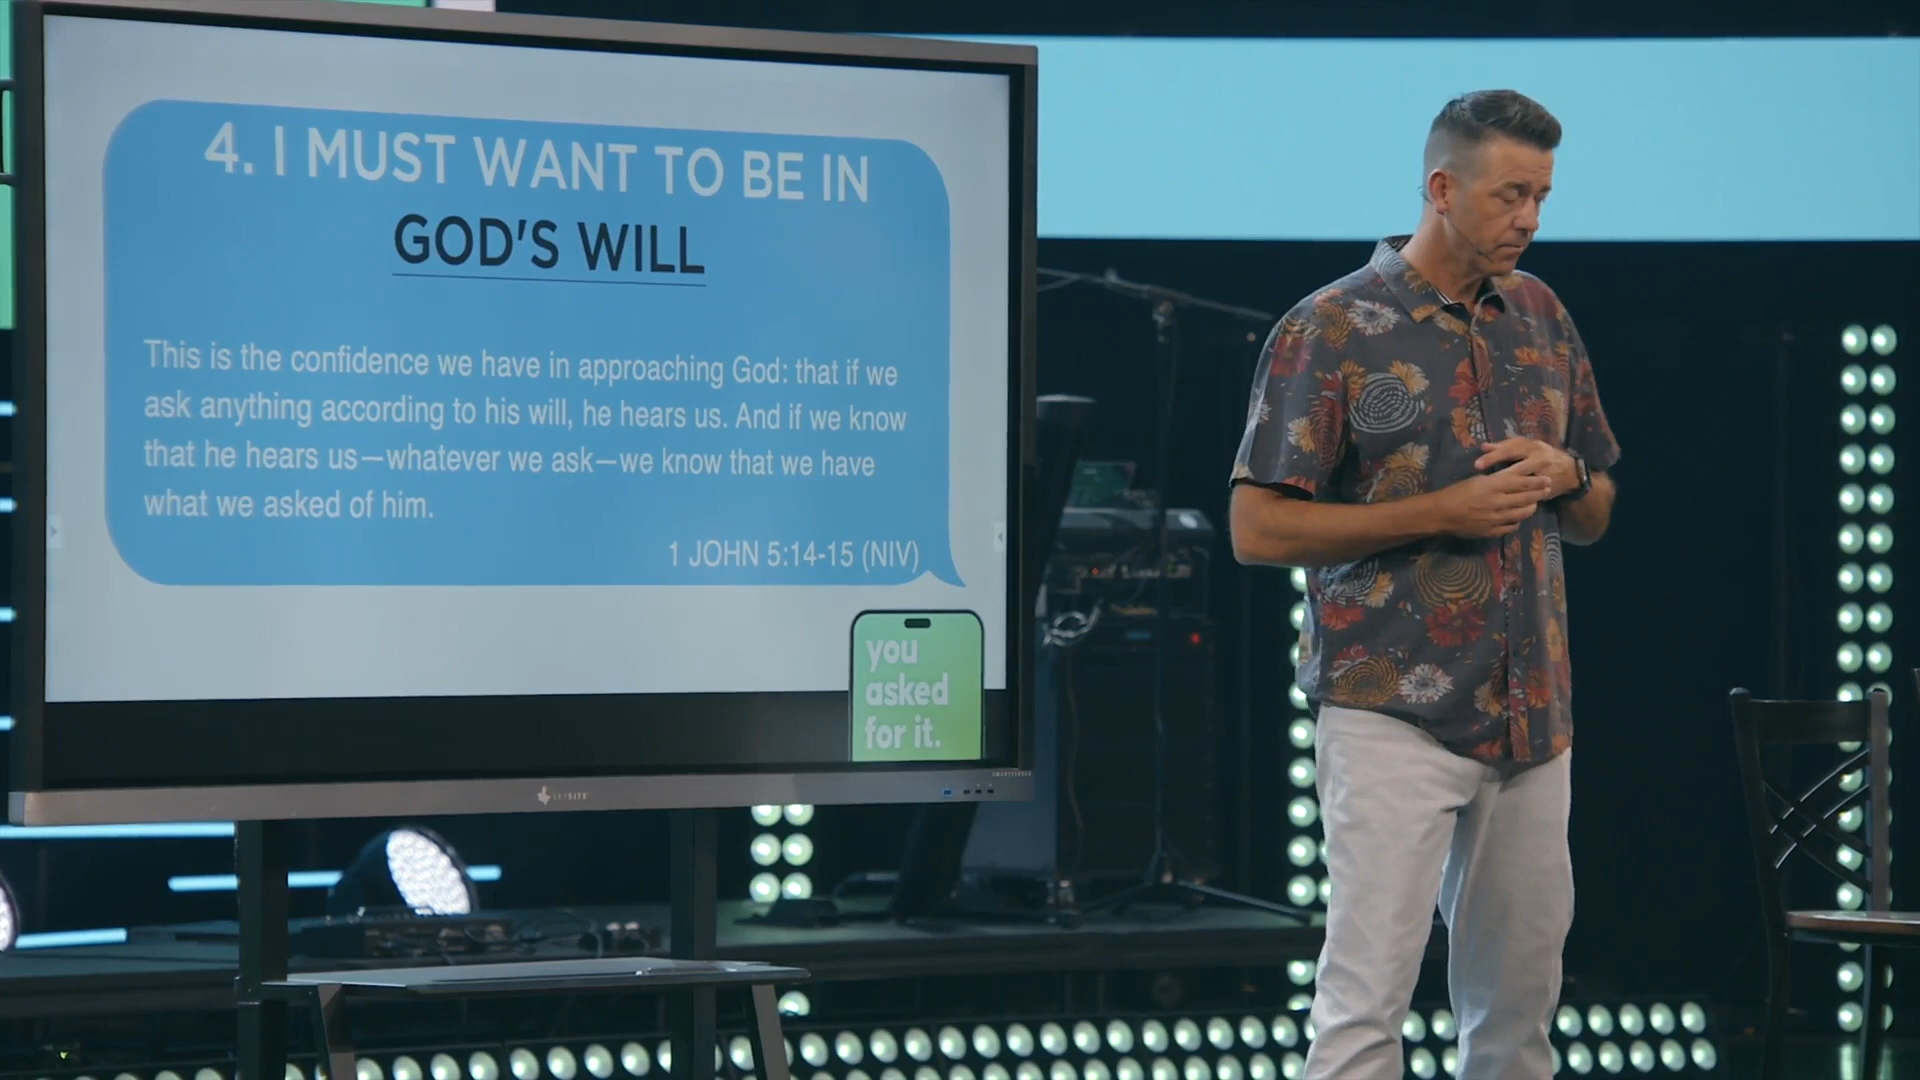 4. I MUST WANT TO BE IN
GOD'S WILL
This is the confidence we have in approaching God: that if we
ask anything according to his will, he hears us. And if we know
that he hears us—whatever we ask—we know that we have
what we asked of him.
1 JOHN 5:14-15 (NIV)
you
asked
for it.